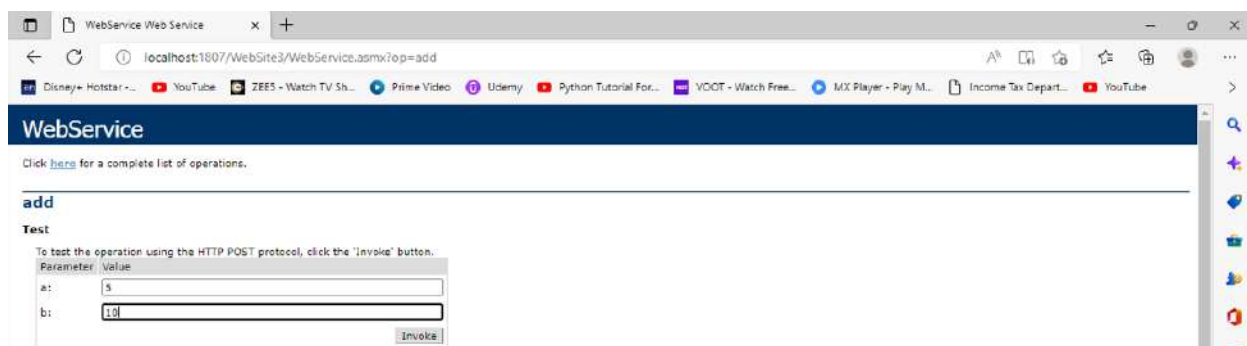 WebService Web Service
localhost:1807/WebSite3/WebService.asmx?op=add
Disney+ Hotstar -... YouTube ZEE5 - Watch TV Sh... Prime Video Udemy Python Tutorial For... VOOT - Watch Free... MX Player - Play M... Income Tax Depart... YouTube
WebService
Click here for a complete list of operations.
add
Test
To test the operation using the HTTP POST protocol, click the 'Invoke' button.
Parameter Value
a: 5
b: 10
Invoke